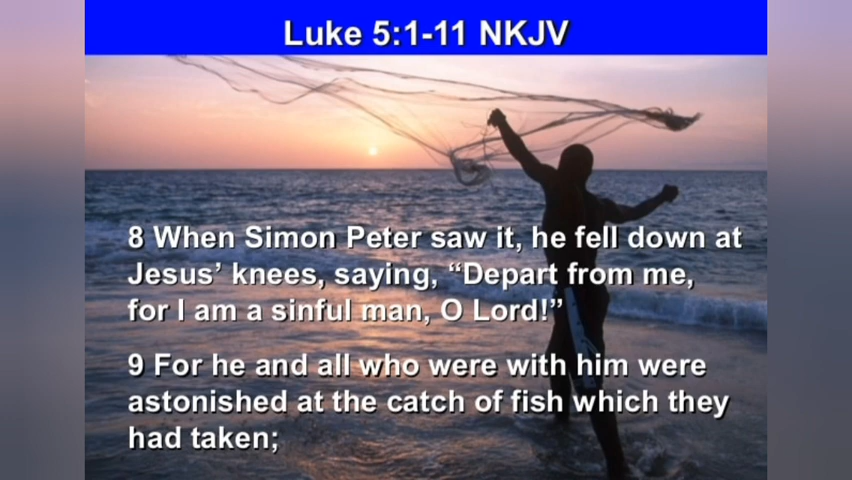 Luke 5:1-11 NKJV
8 When Simon Peter saw it, he fell down at
Jesus’ knees, saying, “Depart from me,
for I am a sinful man, O Lord!”
9 For he and all who were with him were
astonished at the catch of fish which they
had taken;